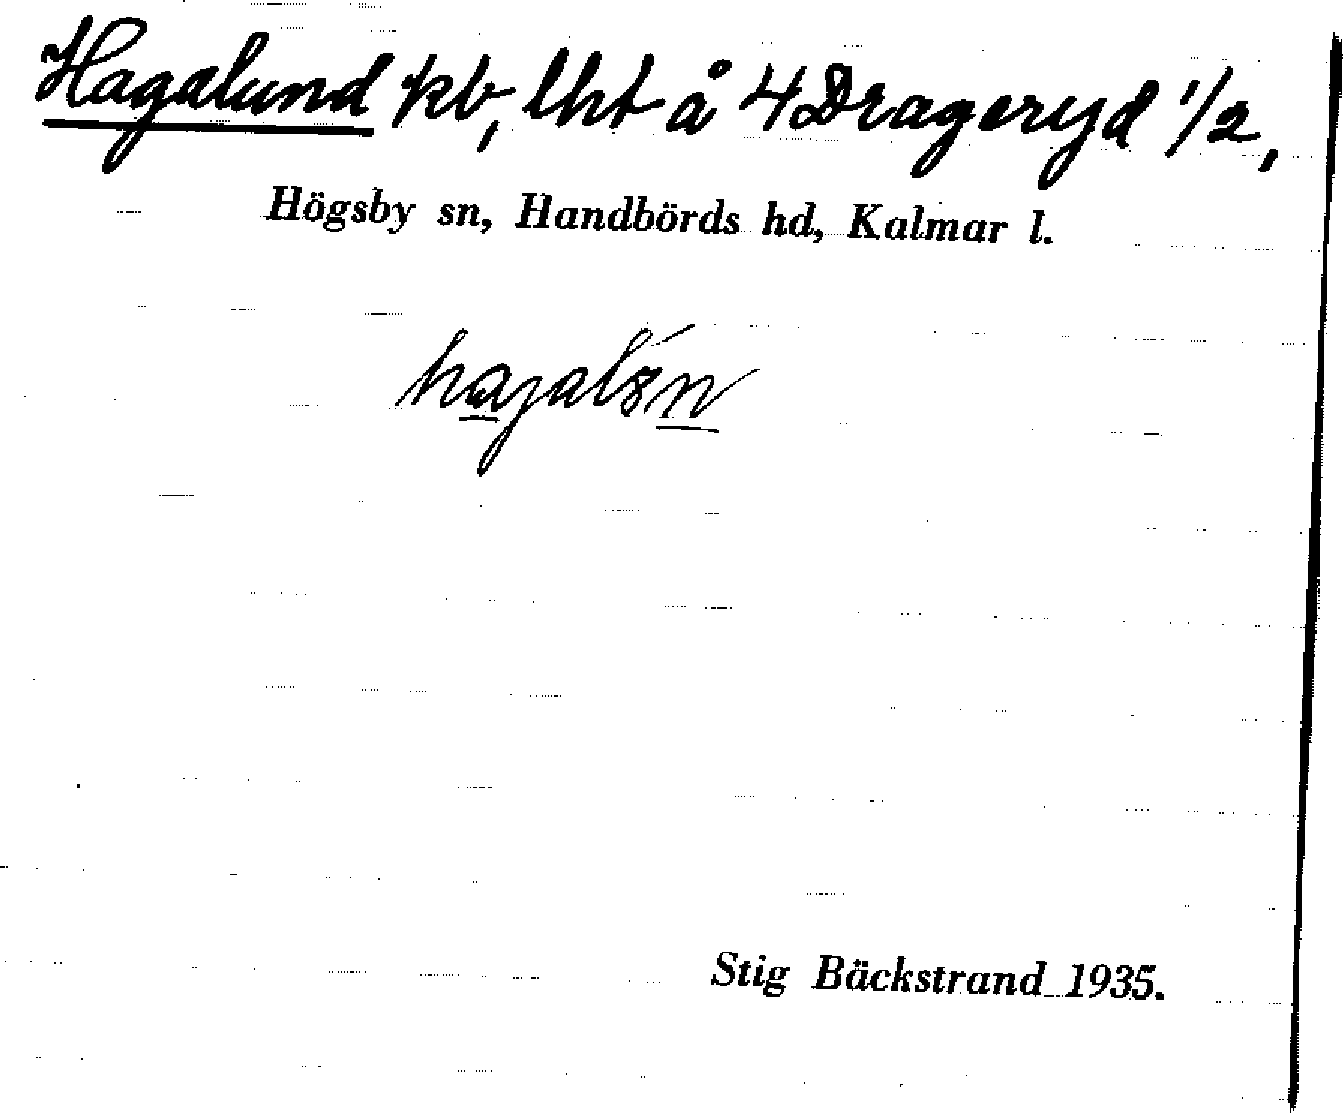 Hagalund kb, lht å 4 Drageryd 1/2,
Högsby sn, Handbörds hd, Kalmar l.
Stig Bäckstrand 1935.